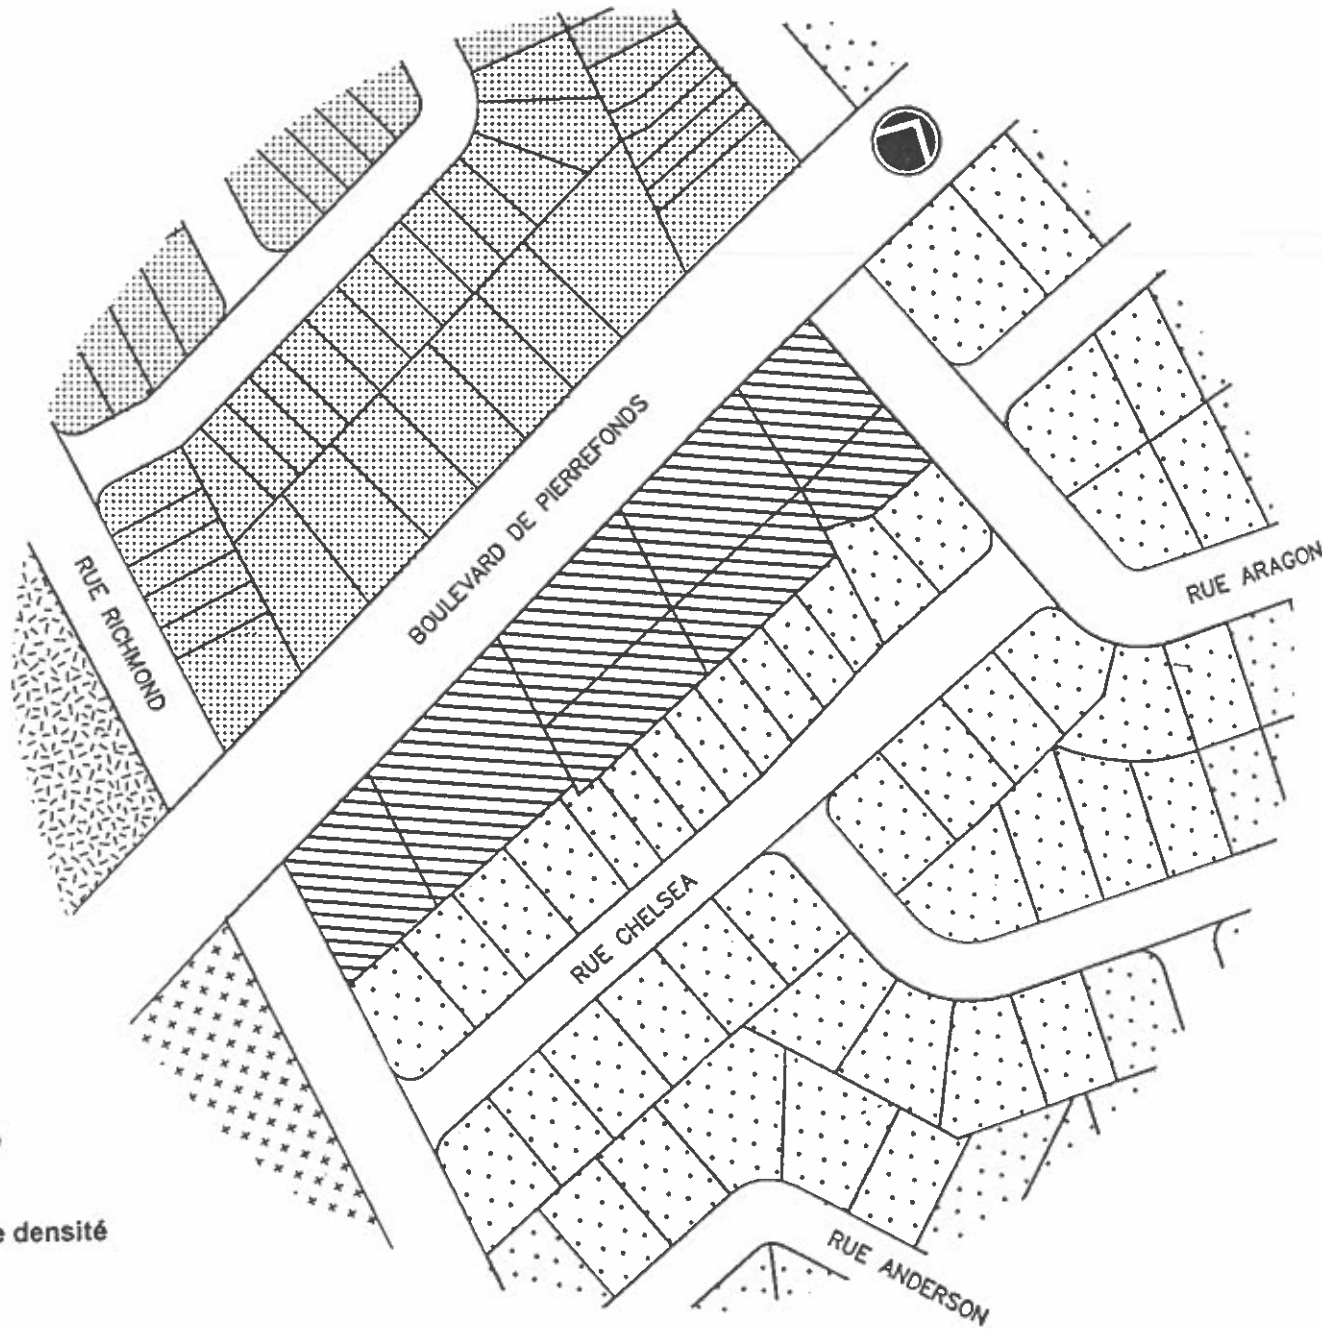 BOULEVARD DE PIERREFONDS
RUE RICHMOND
RUE ARAGON
RUE CHELSEA
densité
RUE ANDERSON